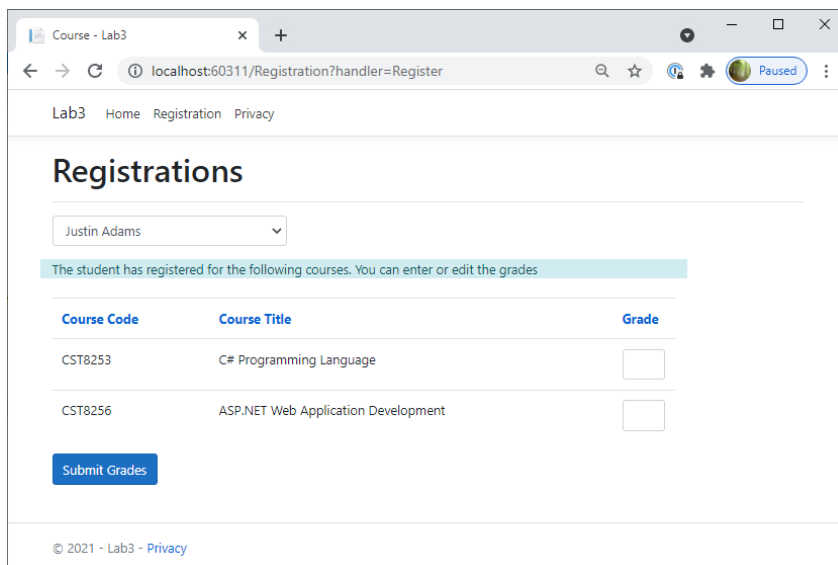 Course - Lab3
localhost:60311/Registration?handler=Register
Paused
Lab3 Home Registration Privacy
Registrations
Justin Adams
The student has registered for the following courses. You can enter or edit the grades
Course Code Course Title Grade
CST8253 C# Programming Language
CST8256 ASP.NET Web Application Development
Submit Grades
© 2021 - Lab3 - Privacy